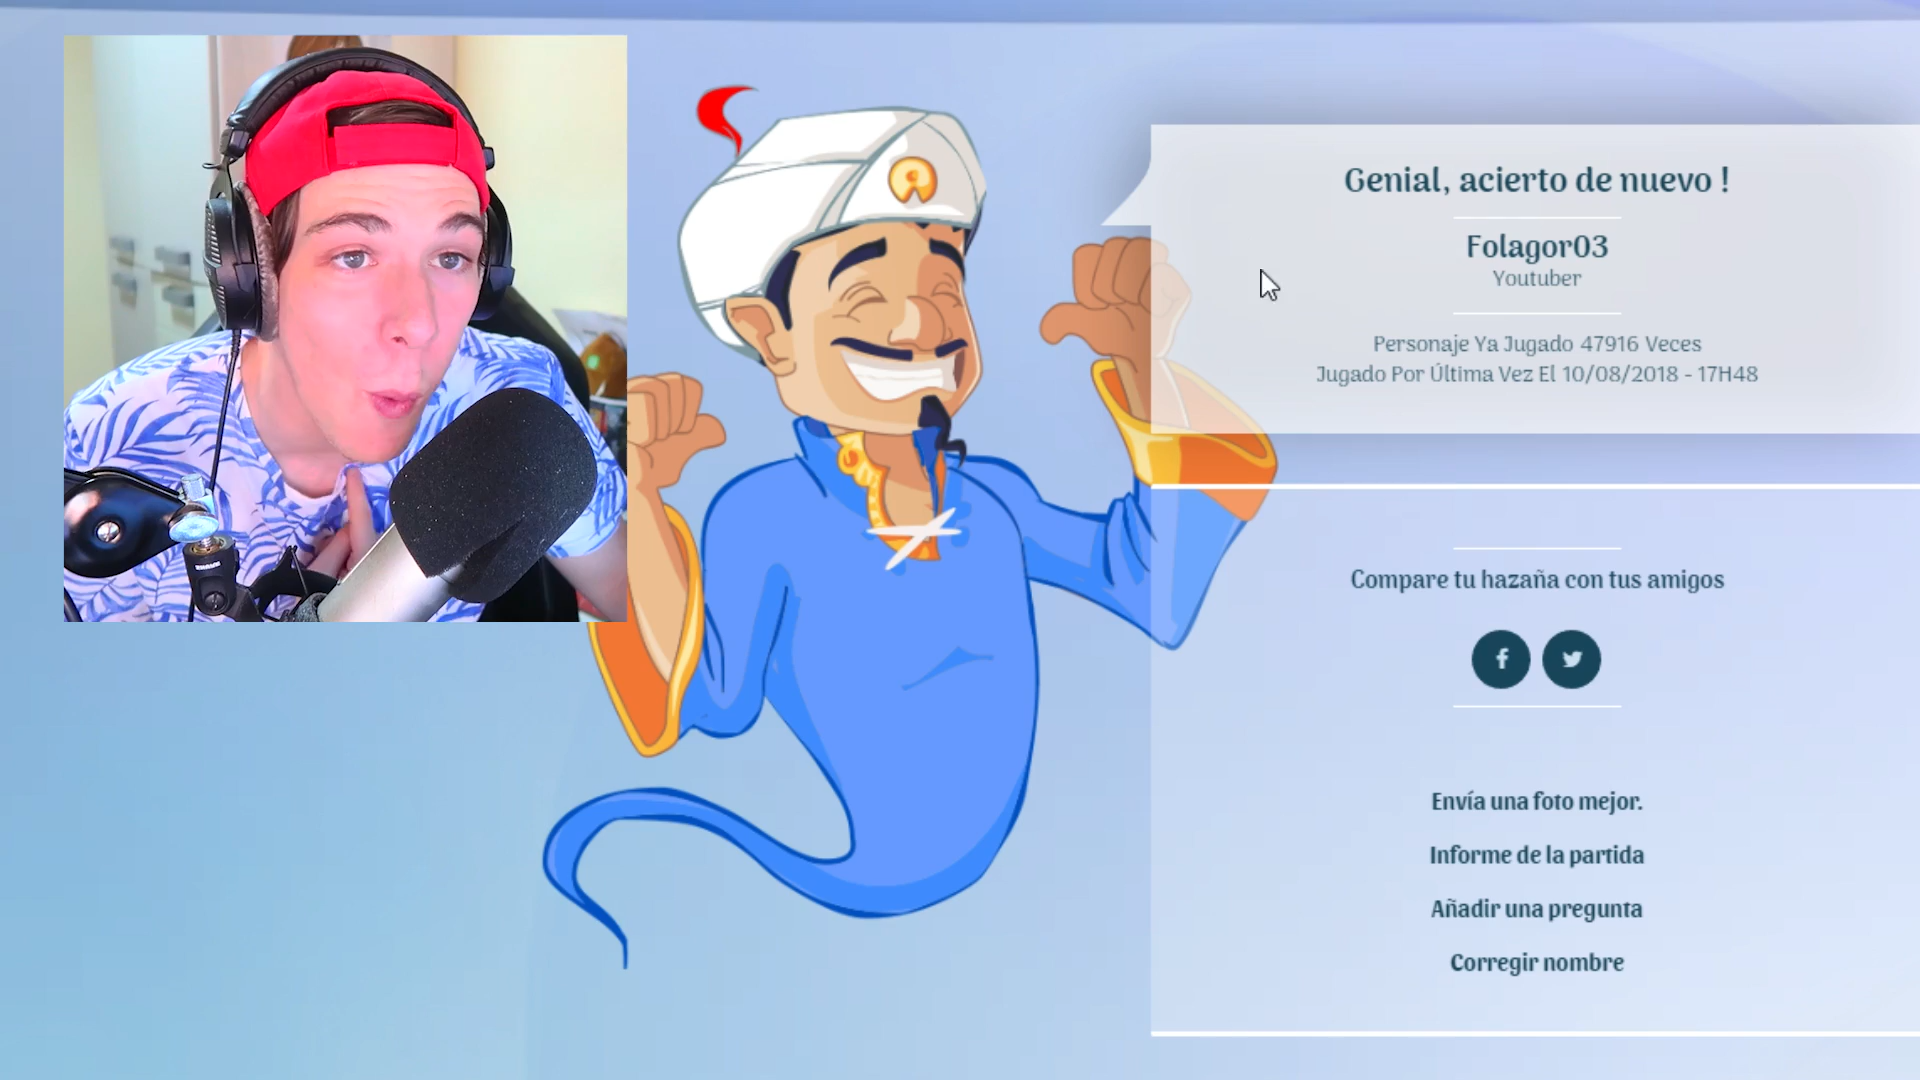 Genial, acierto de nuevo !
Folagor03
Youtuber
Personaje Ya Jugado 47916 Veces
Jugado Por Última Vez El 10/08/2018 - 17H48
Compare tu hazaña con tus amigos
Envía una foto mejor.
Informe de la partida
Añadir una pregunta
Corregir nombre